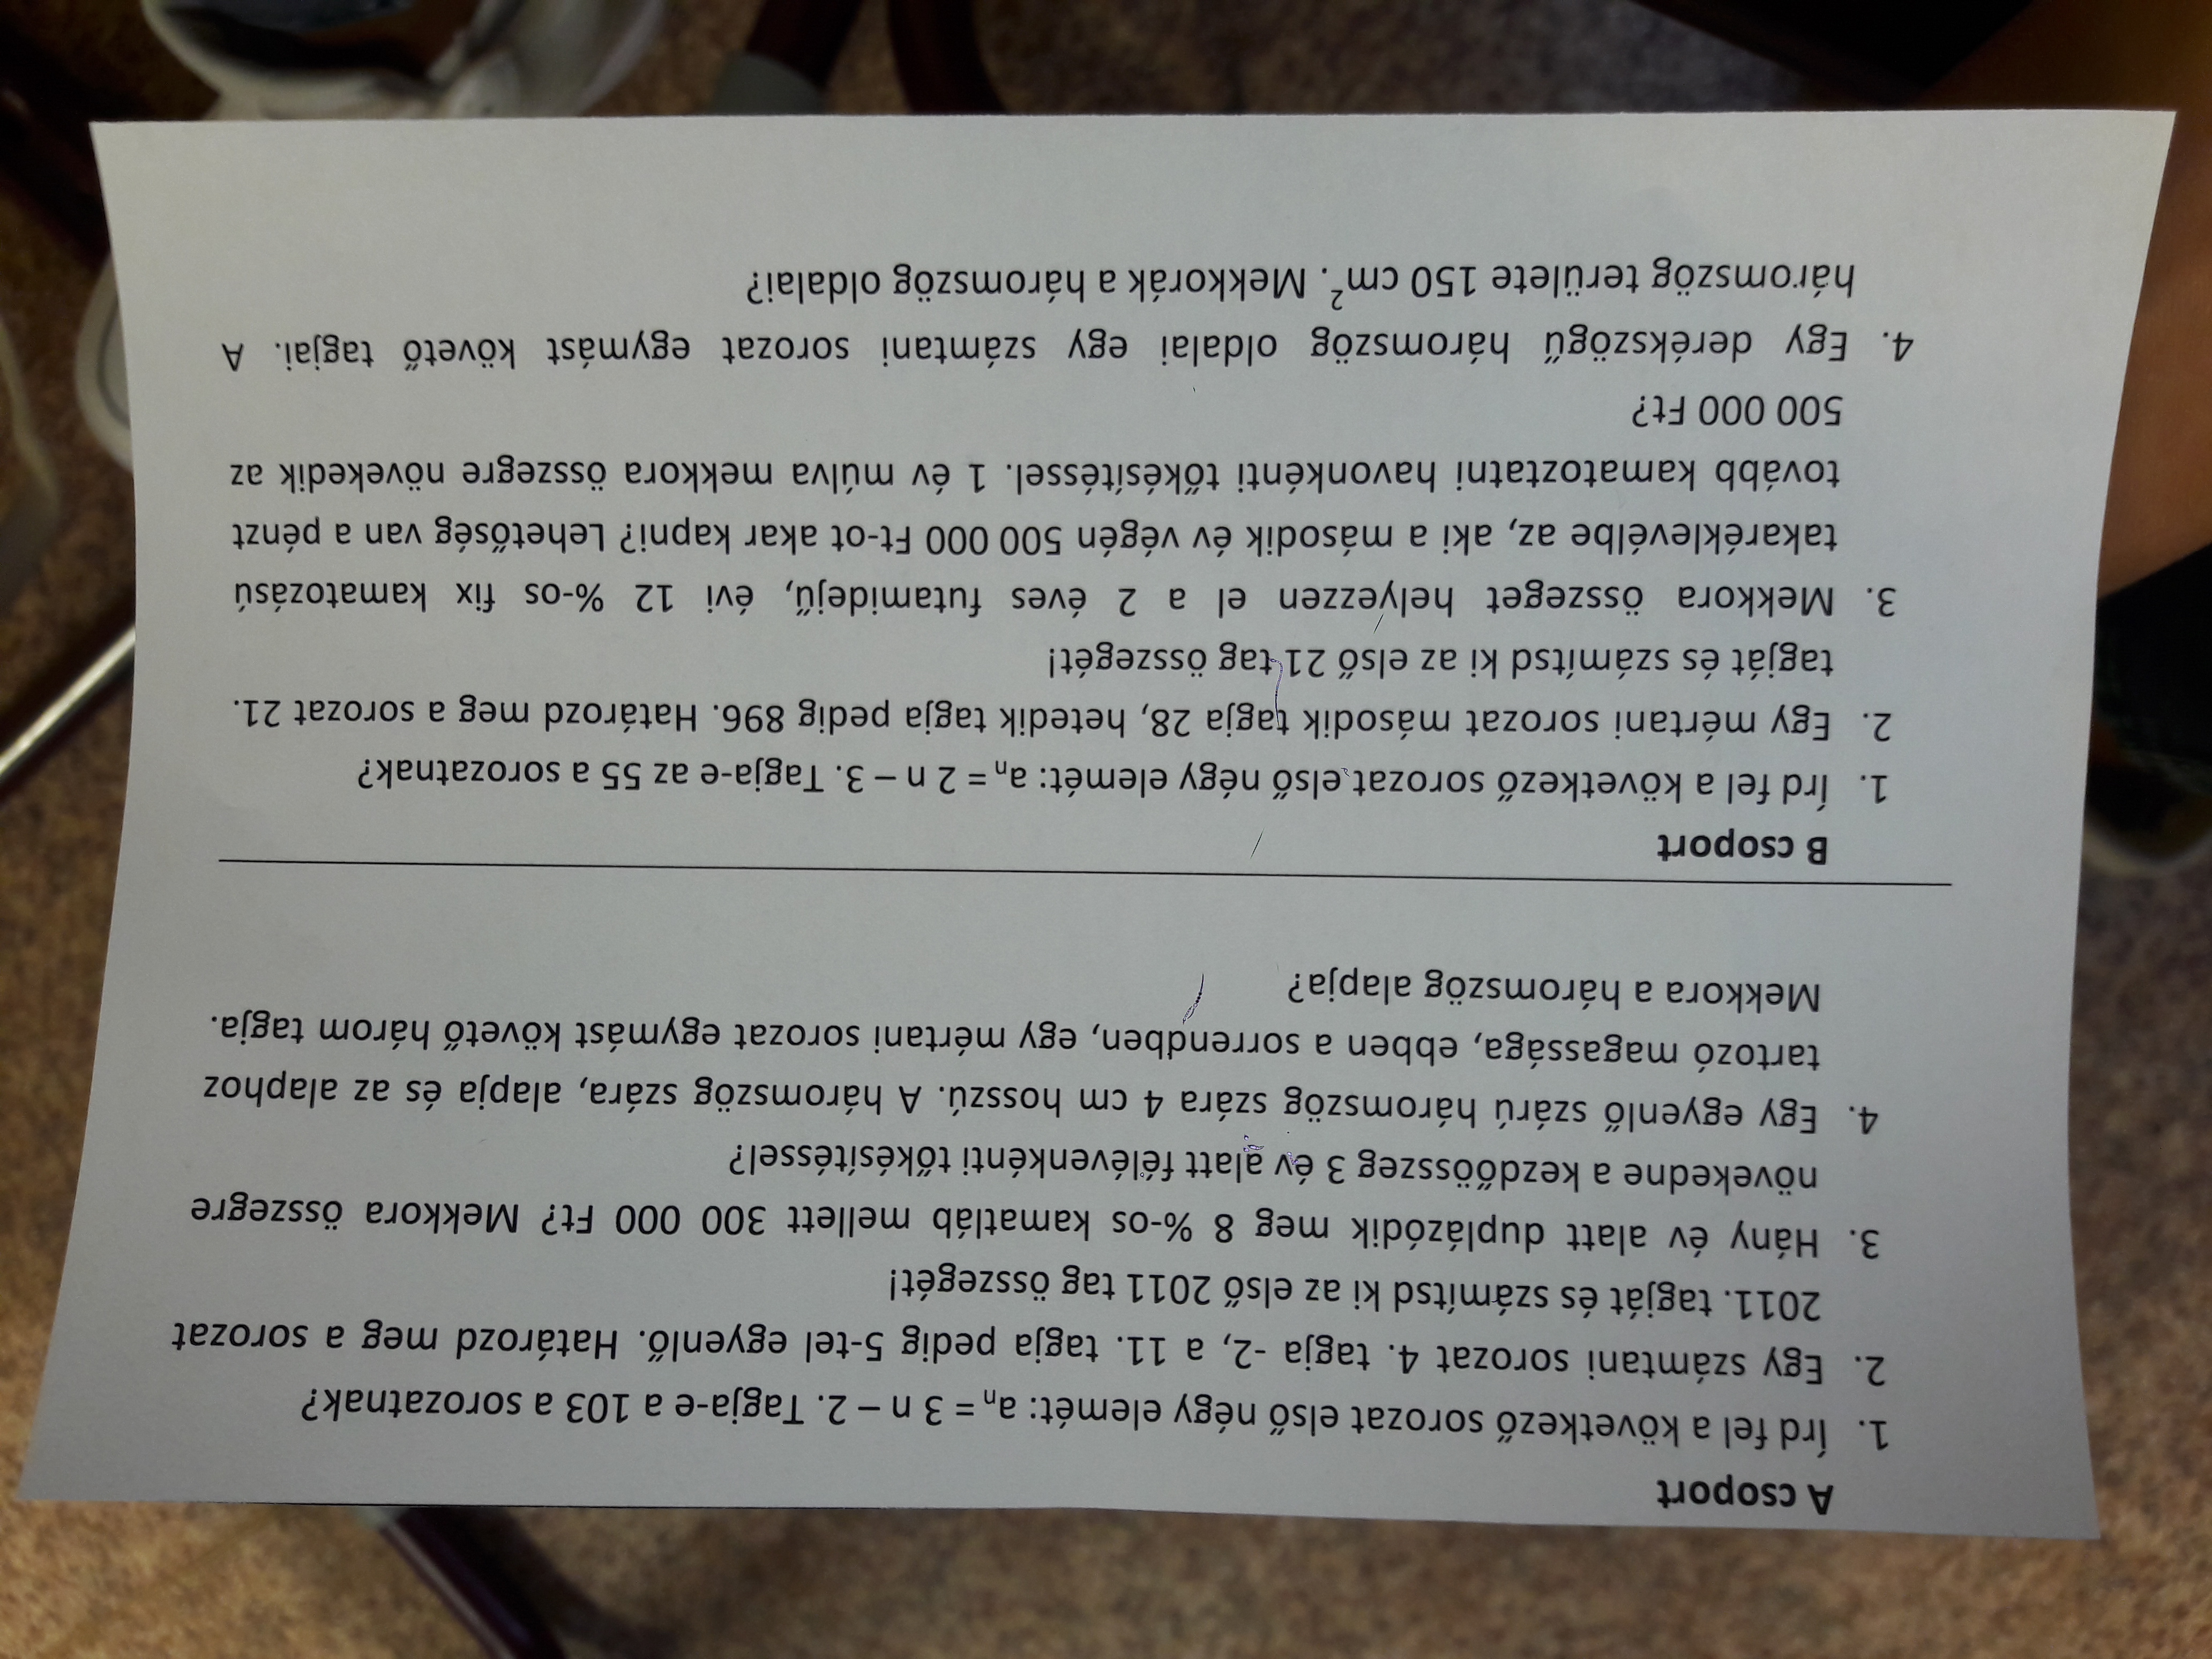 A csoport
1. Írd fel a következő sorozat első négy elemét: aₙ = 3 n – 2. Tagja-e a 103 a sorozatnak?
2. Egy számtani sorozat 4. tagja -2, a 11. tagja pedig 5-tel egyenlő. Határozd meg a sorozat
2011. tagját és számítsd ki az első 2011 tag összegét!
3. Hány év alatt duplázódik meg 8 %-os kamatláb mellett 300 000 Ft? Mekkora összegre
növekedne a kezdőösszeg 3 év alatt félévenkénti tőkésítéssel?
4. Egy egyenlő szárú háromszög szára 4 cm hosszú. A háromszög szára, alapja és az alaphoz
tartozó magassága, ebben a sorrendben, egy mértani sorozat egymást követő három tagja.
Mekkora a háromszög alapja?
B csoport
1. Írd fel a következő sorozat első négy elemét: aₙ = 2 n – 3. Tagja-e az 55 a sorozatnak?
2. Egy mértani sorozat második tagja 28, hetedik tagja pedig 896. Határozd meg a sorozat 21.
tagját és számítsd ki az első 21 tag összegét!
3. Mekkora összeget helyezzen el a 2 éves futamidejű, évi 12 %-os fix kamatozású
takaréklevélbe az, aki a második év végén 500 000 Ft-ot akar kapni? Lehetőség van a pénzt
tovább kamatoztatni havonkénti tőkésítéssel. 1 év múlva mekkora összegre növekedik az
500 000 Ft?
4. Egy derékszögű háromszög oldalai egy számtani sorozat egymást követő tagjai. A
háromszög területe 150 cm². Mekkorák a háromszög oldalai?